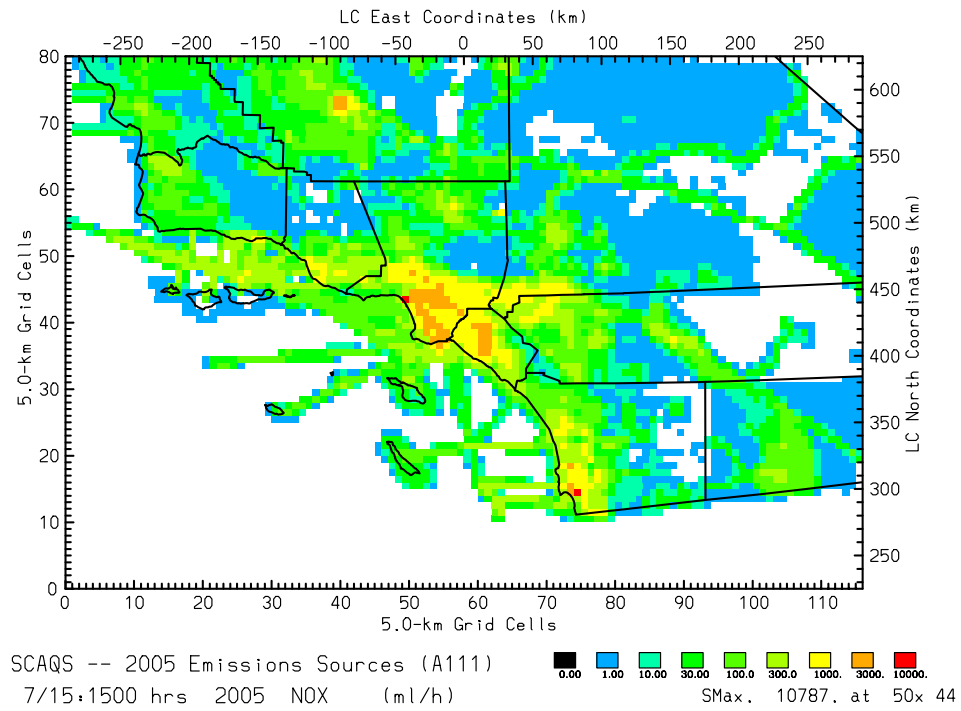 LC East Coordinates (km)
-250 -200 -150 -100 -50 0 50 100 150 200 250
80
70
60
50
40
30
20
10
0
5.0-km Grid Cells
600
550
500
450
400
350
300
250
LC North Coordinates (km)
0 10 20 30 40 50 60 70 80 90 100 110
5.0-km Grid Cells
SCAQS -- 2005 Emissions Sources (A111)
7/15:1500 hrs 2005 NOX (ml/h)
0.00 1.00 10.00 30.00 100.0 300.0 1000. 3000. 10000.
SMax. 10787. at 50x 44